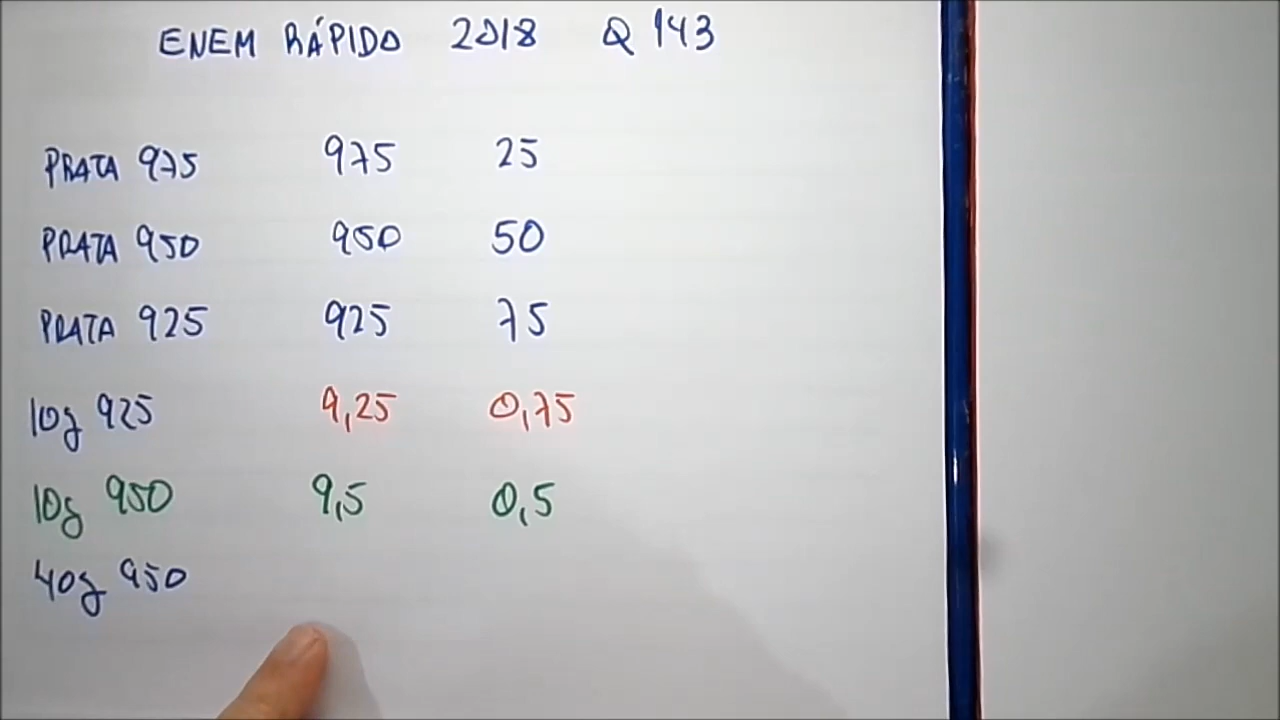 ENEM RÁPIDO 2018 Q 143
PRATA 975 975 25
PRATA 950 950 50
PRATA 925 925 75
10g 925 9,25 0,75
10g 950 9,5 0,5
40g 950